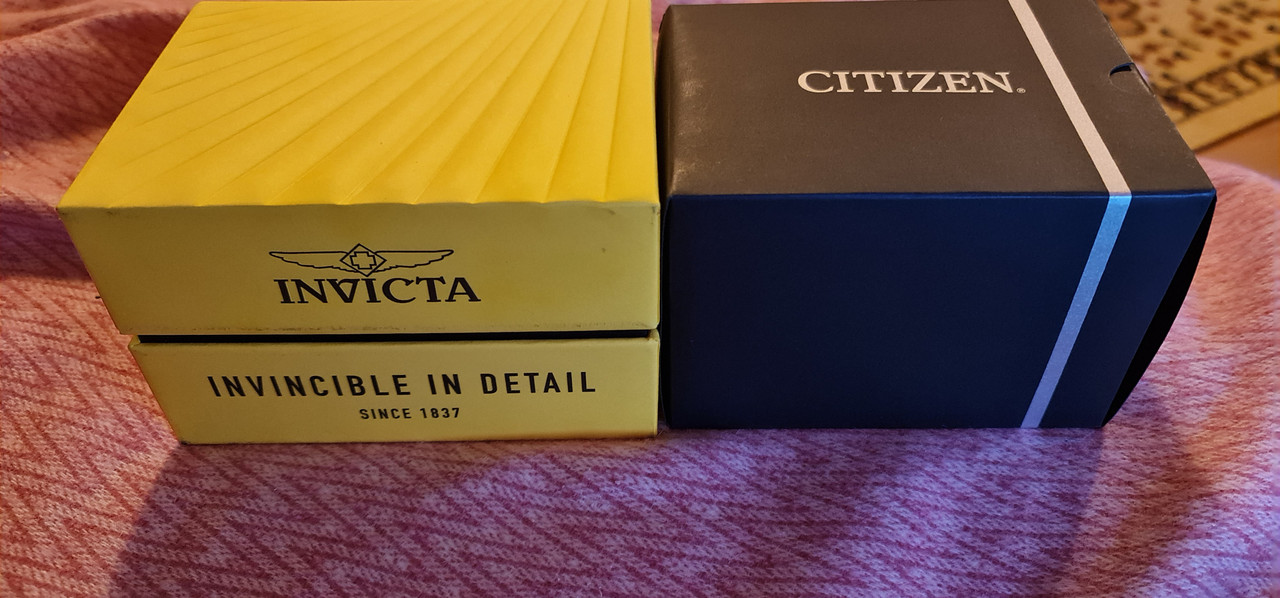 INVICTA
INVINCIBLE IN DETAIL
SINCE 1837
CITIZEN®